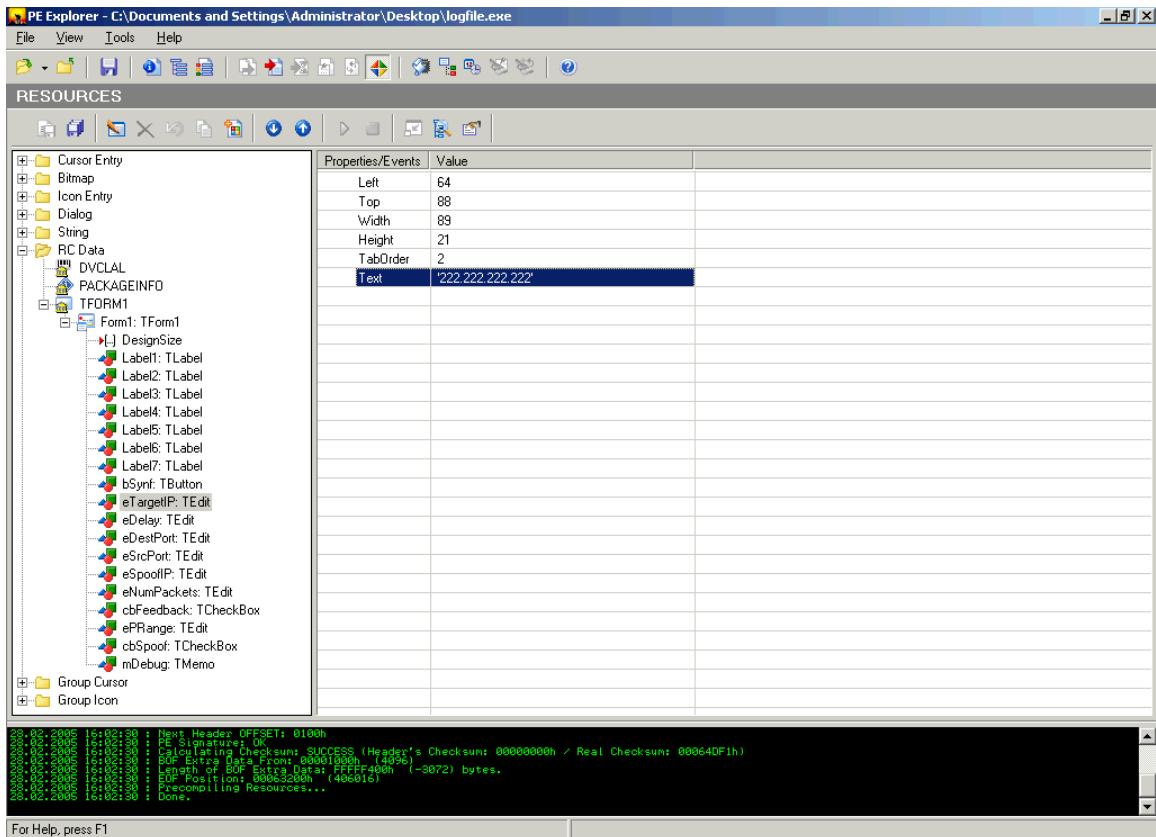 PE Explorer - C:\Documents and Settings\Administrator\Desktop\logfile.exe
File View Tools Help
RESOURCES
Cursor Entry
Bitmap
Icon Entry
Dialog
String
RC Data
DVCLAL
PACKAGEINFO
TFORM1
Form1: TForm1
DesignSize
Label1: TLabel
Label2: TLabel
Label3: TLabel
Label4: TLabel
Label5: TLabel
Label6: TLabel
Label7: TLabel
bSynf: TButton
eTargetIP: TEdit
eDelay: TEdit
eDestPort: TEdit
eSrcPort: TEdit
eSpoofIP: TEdit
eNumPackets: TEdit
cbFeedback: TCheckBox
ePRange: TEdit
cbSpoof: TCheckBox
mDebug: TMemo
Group Cursor
Group Icon
Properties/Events Value
Left 64
Top 88
Width 89
Height 21
TabOrder 2
Text '222.222.222.222'
28.02.2005 16:02:30 : Next Header OFFSET: 0100h
28.02.2005 16:02:30 : PE Signature: OK
28.02.2005 16:02:30 : Calculating Checksum: SUCCESS (Header's Checksum: 00000000h / Real Checksum: 00064DF1h)
28.02.2005 16:02:30 : BOF Extra Data From: 00001000h (4096)
28.02.2005 16:02:30 : Length of BOF Extra Data: FFFFF400h (-3072) bytes.
28.02.2005 16:02:30 : EOF Position: 00063200h (406016)
28.02.2005 16:02:30 : Precompiling Resources...
28.02.2005 16:02:30 : Done.
For Help, press F1